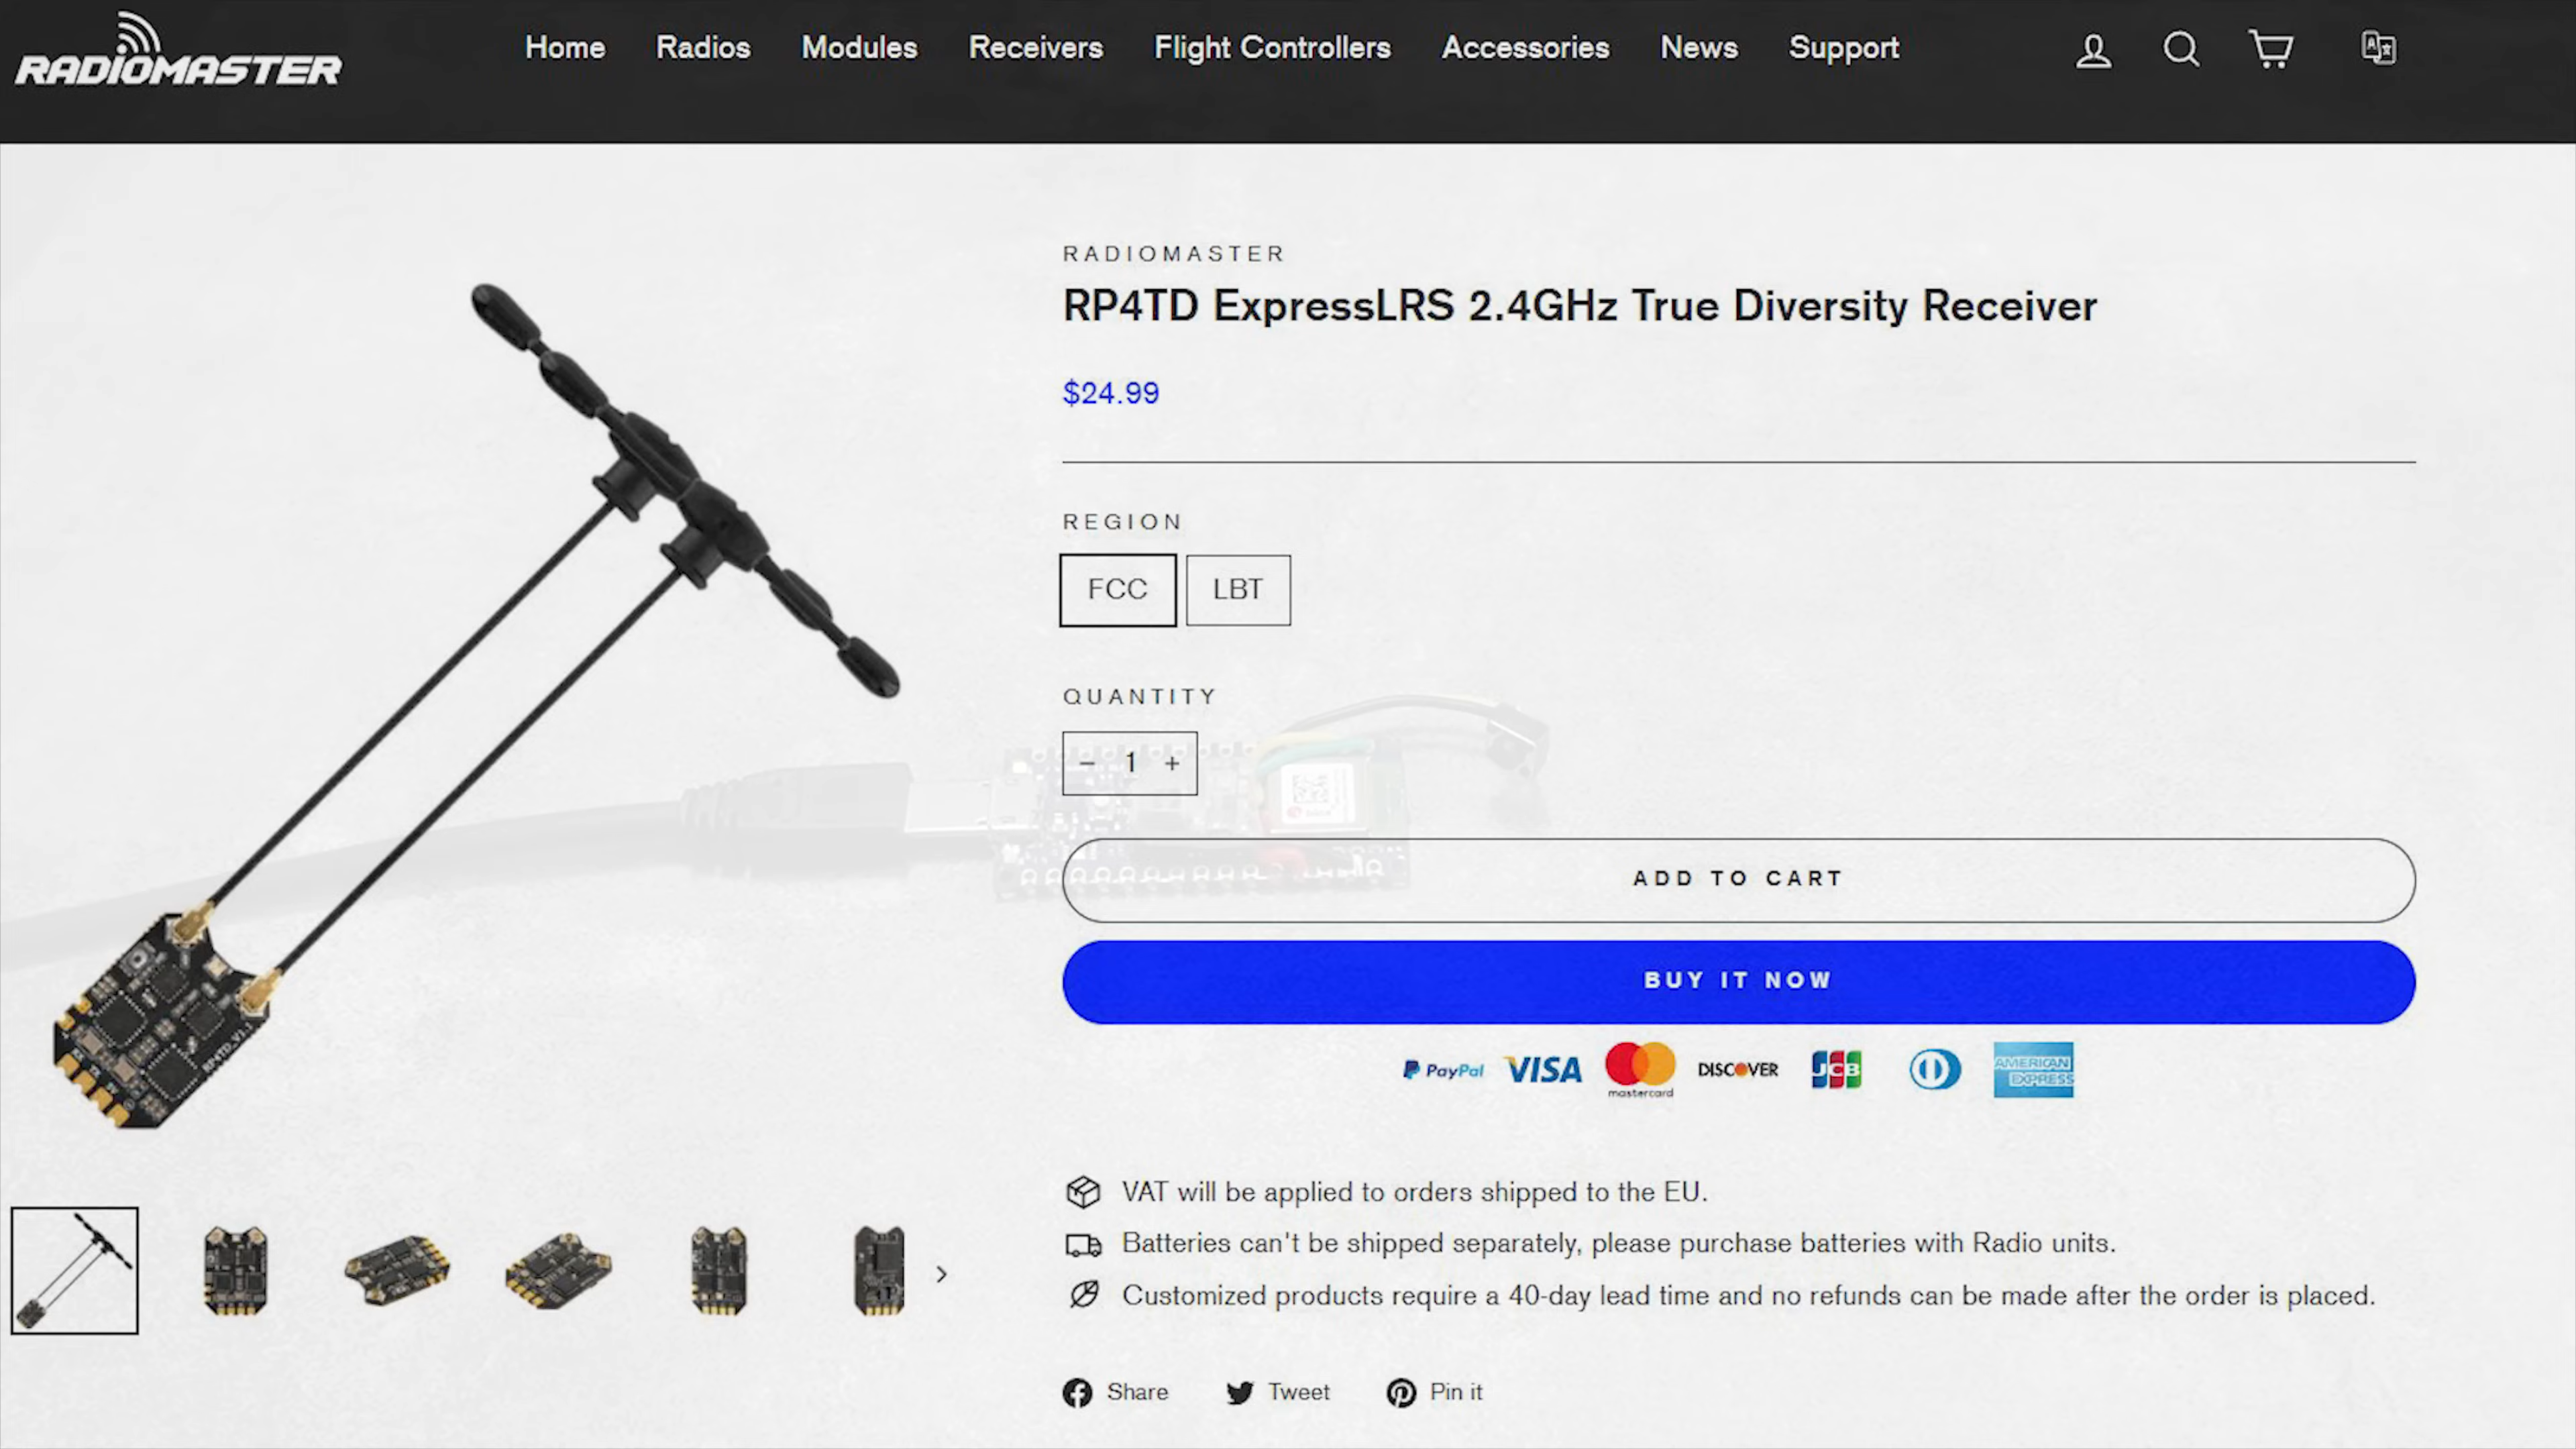 RADIOMASTER
Home Radios Modules Receivers Flight Controllers Accessories News Support
RADIOMASTER
RP4TD ExpressLRS 2.4GHz True Diversity Receiver
$24.99
REGION
FCC LBT
QUANTITY
− 1 +
ADD TO CART
BUY IT NOW
PayPal VISA mastercard DISCOVER JCB AMERICAN EXPRESS
VAT will be applied to orders shipped to the EU.
Batteries can't be shipped separately, please purchase batteries with Radio units.
Customized products require a 40-day lead time and no refunds can be made after the order is placed.
Share Tweet Pin it